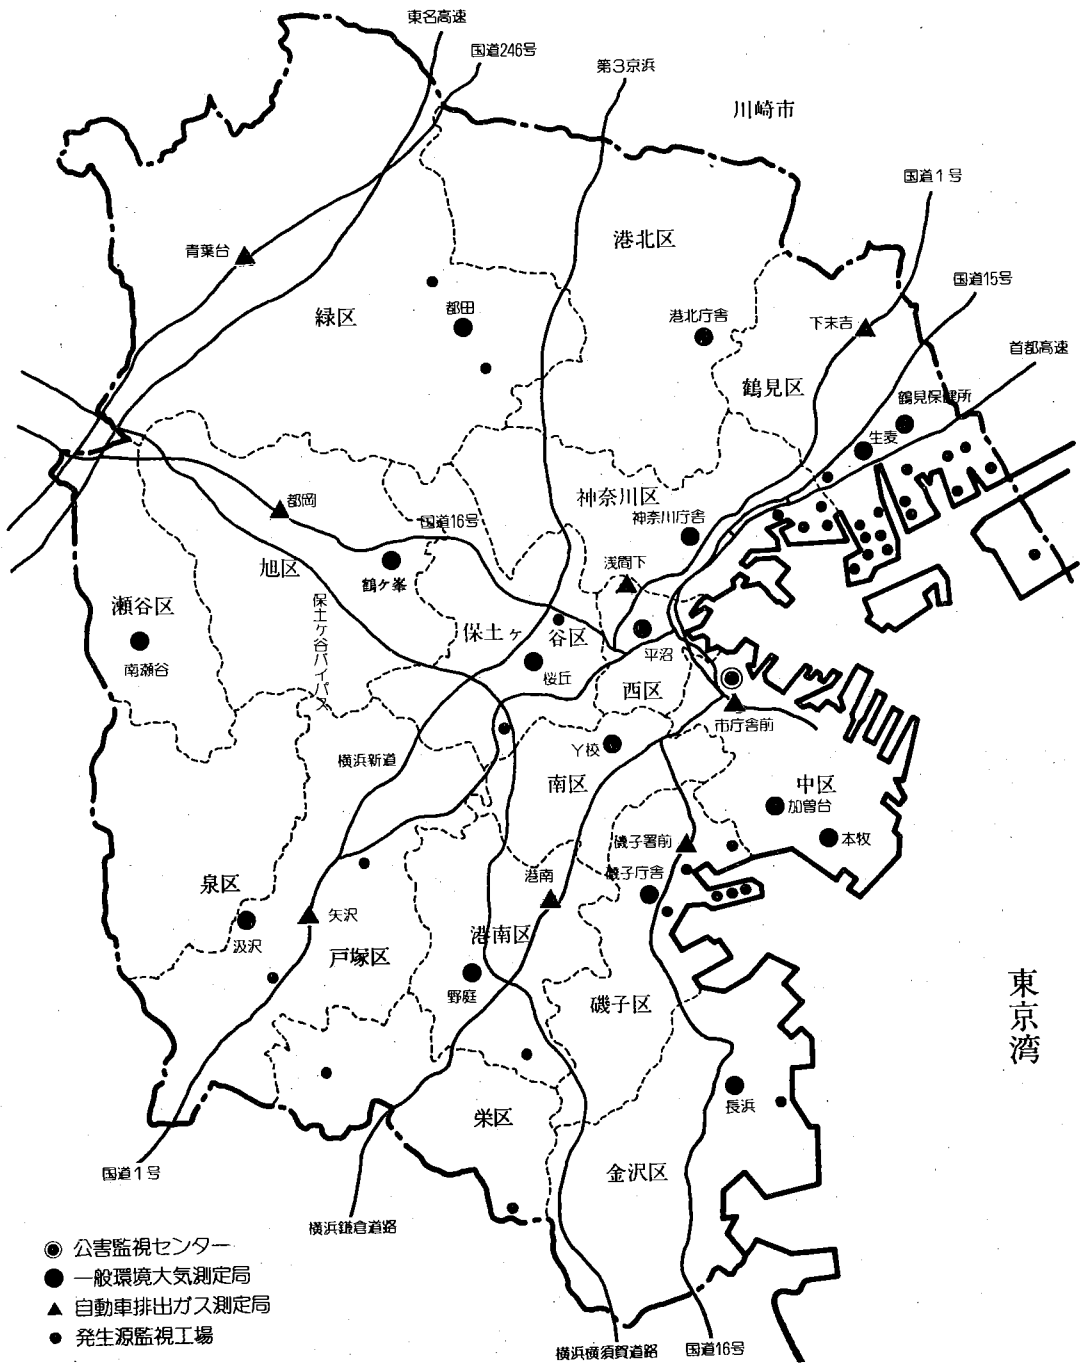 東名高速
国道246号
第3京浜
川崎市
国道1号
港北区
青葉台
国道15号
緑区
都田
港北庁舎
下末吉
首都高速
鶴見区
鶴見保健所
生麦
都岡
神奈川区
国道16号
神奈川庁舎
旭区
鶴ケ峯
浅間下
瀬谷区
保土ケ谷バイパス
保土ヶ谷区
平沼
南瀬谷
桜丘
西区
市庁舎前
Y校
横浜新道
南区
中区
加曽台
本牧
磯子署前
磯子庁舎
港南
泉区
矢沢
汲沢
戸塚区
港南区
野庭
磯子区
東京湾
長浜
栄区
金沢区
国道1号
横浜鎌倉道路
横浜横須賀道路
国道16号
公害監視センター
一般環境大気測定局
自動車排出ガス測定局
発生源監視工場